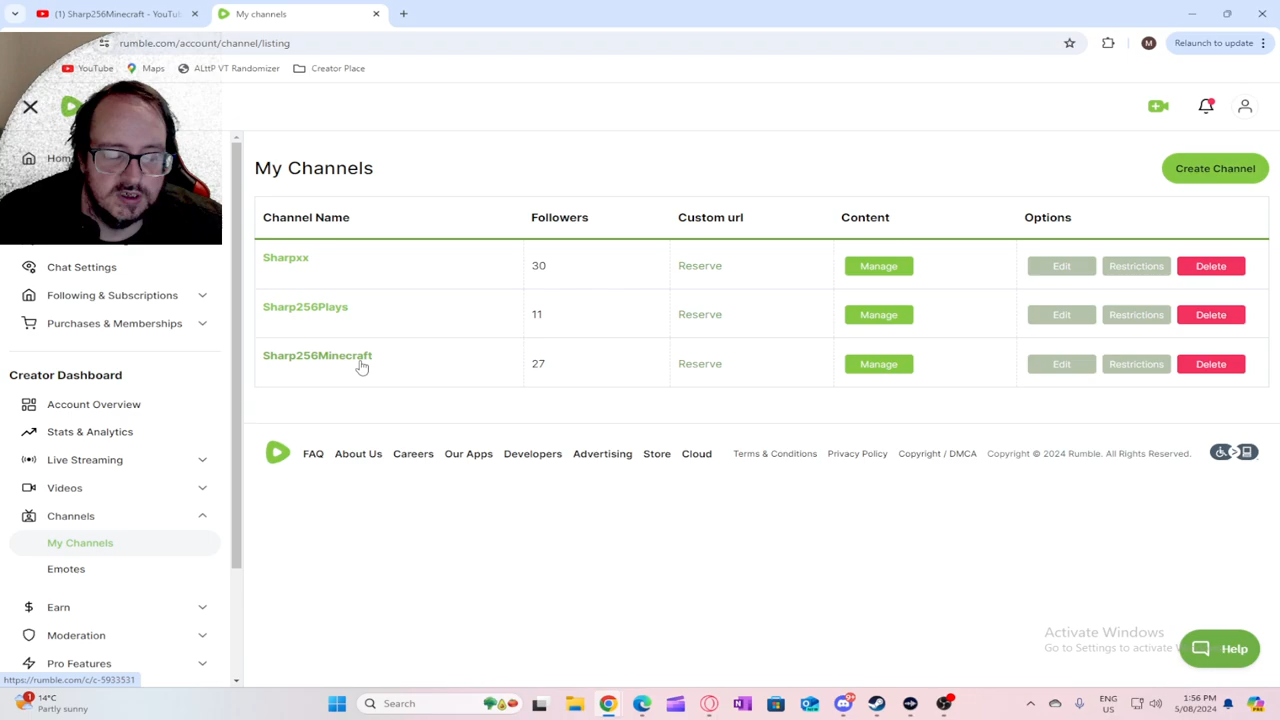 (1) Sharp256Minecraft - YouTu
My channels
rumble.com/account/channel/listing
M
Relaunch to update
YouTube
Maps
ALttP VT Randomizer
Creator Place
My Channels
Create Channel
Channel Name Followers Custom url Content Options
Sharpxx 30 Reserve Manage Edit Restrictions Delete
Sharp256Plays 11 Reserve Manage Edit Restrictions Delete
Sharp256Minecraft 27 Reserve Manage Edit Restrictions Delete
Chat Settings
Following & Subscriptions
Purchases & Memberships
Creator Dashboard
Account Overview
Stats & Analytics
Live Streaming
Videos
Channels
My Channels
Emotes
$ Earn
Moderation
Pro Features
FAQ About Us Careers Our Apps Developers Advertising Store Cloud
Terms & Conditions Privacy Policy Copyright / DMCA Copyright © 2024 Rumble. All Rights Reserved.
Activate Windows
Go to Settings to activate
Help
https://rumble.com/c/c-5933531
1
14°C
Partly sunny
Search
ENG
US
1:56 PM
5/08/2024